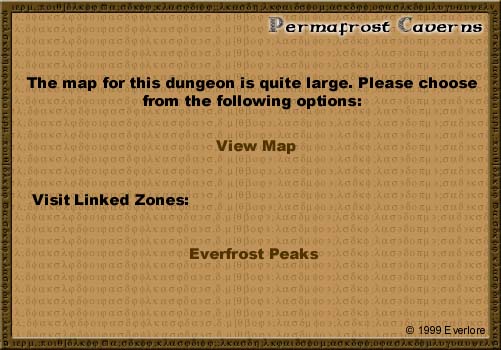 Permafrost Caverns
The map for this dungeon is quite large. Please choose
from the following options:
View Map
Visit Linked Zones:
Everfrost Peaks
© 1999 Everlore